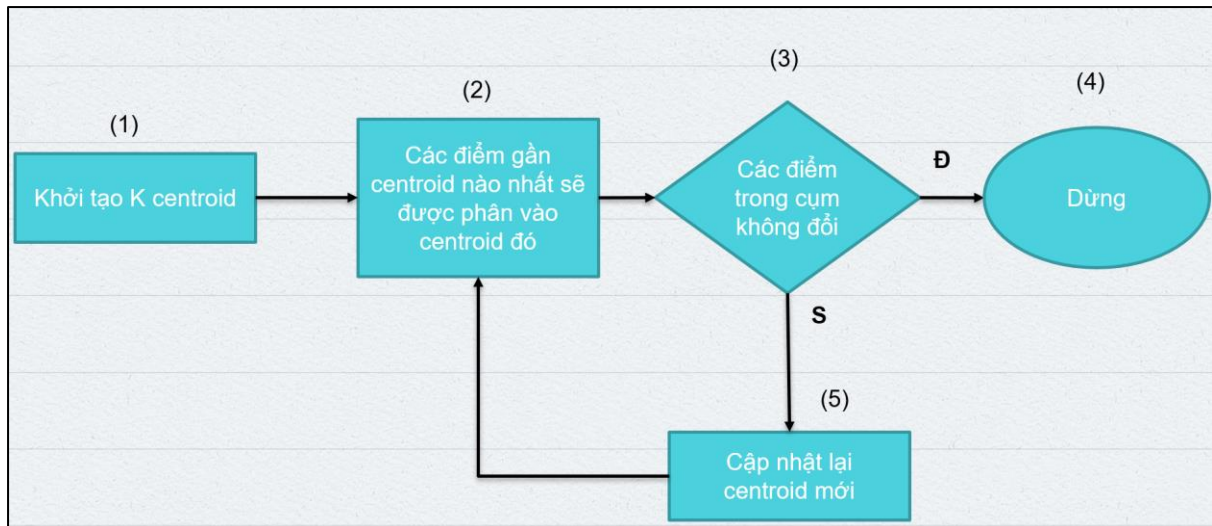 (1)
Khởi tạo K centroid
(2)
Các điểm gần
centroid nào nhất sẽ
được phân vào
centroid đó
(3)
Các điểm
trong cụm
không đổi
Đ
(4)
Dừng
S
(5)
Cập nhật lại
centroid mới